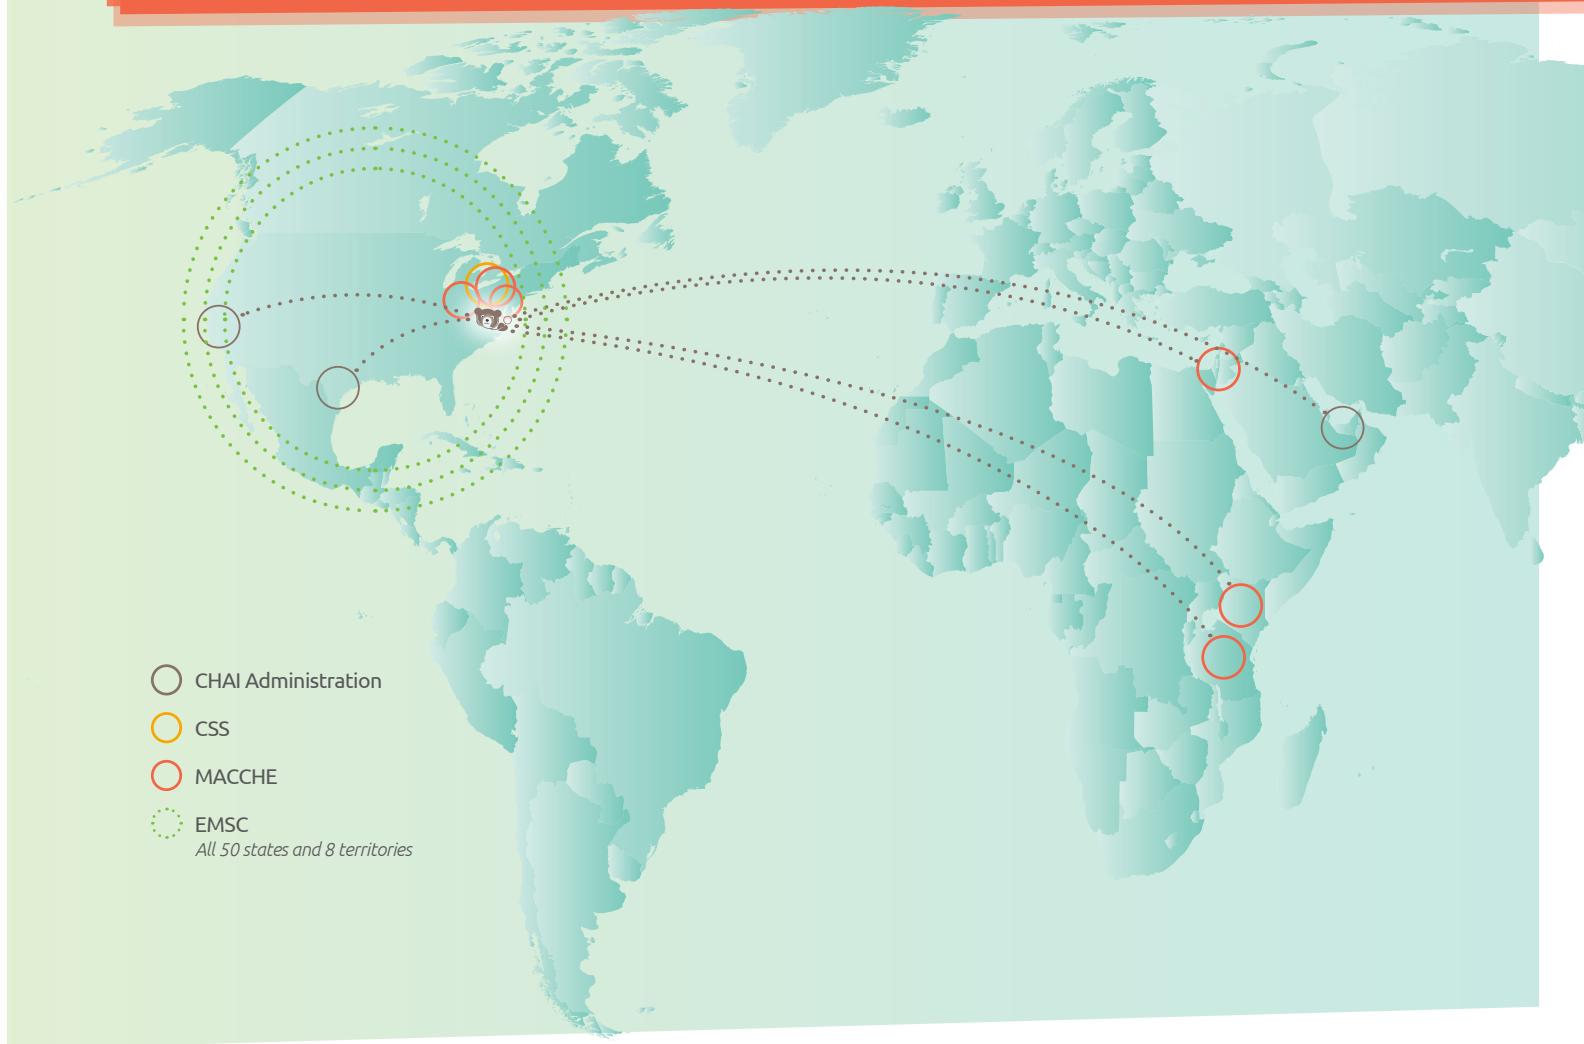 CHAI Administration
CSS
MACCHE
EMSC
All 50 states and 8 territories